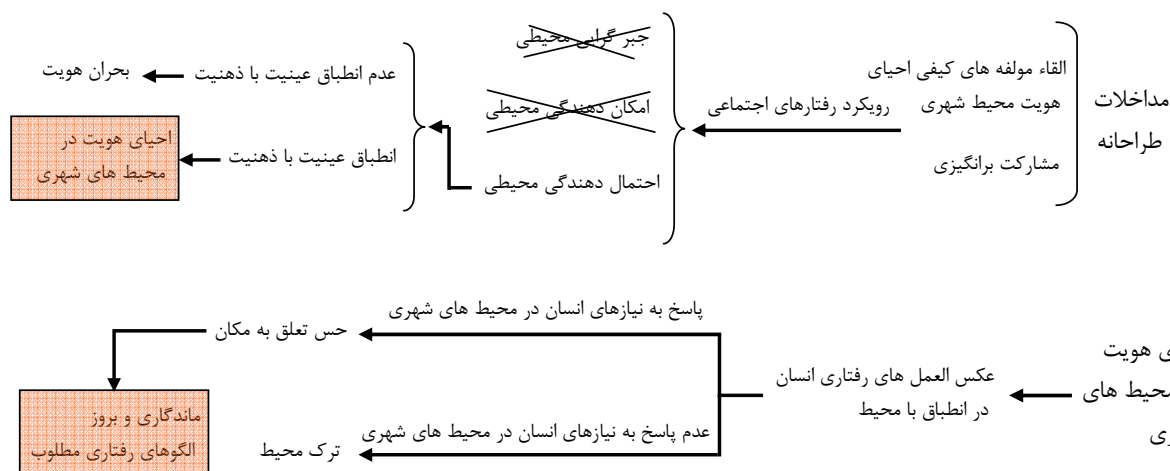 مداخلات
طراحانه
القاء مولفه های کیفی احیای
هویت محیط شهری
مشارکت برانگیزی
رویکرد رفتارهای اجتماعی
جبر گرایی محیطی
امکان دهندگی محیطی
احتمال دهندگی محیطی
عدم انطباق عینیت با ذهنیت
بحران هویت
انطباق عینیت با ذهنیت
احیای هویت در
محیط های شهری
ی هویت
محیط های
ری
عکس العمل های رفتاری انسان
در انطباق با محیط
پاسخ به نیازهای انسان در محیط های شهری
حس تعلق به مکان
عدم پاسخ به نیازهای انسان در محیط های شهری
ترک محیط
ماندگاری و بروز
الگوهای رفتاری مطلوب